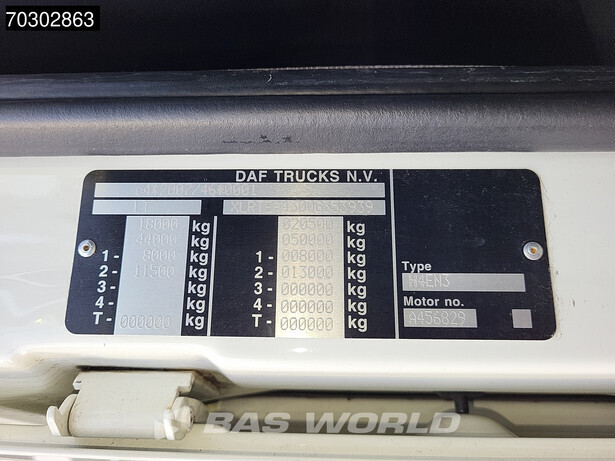 70302863
DAF TRUCKS N.V.
18000 kg 020500 kg
44000 kg 050000 kg
1- 8000 kg 1- 008000 kg
2- 11500 kg 2- 013000 kg
3- kg 3- 000000 kg
4- kg 4- 000000 kg
T- 000000 kg T- 000000 kg
Type
Motor no.
A456829
BAS WORLD